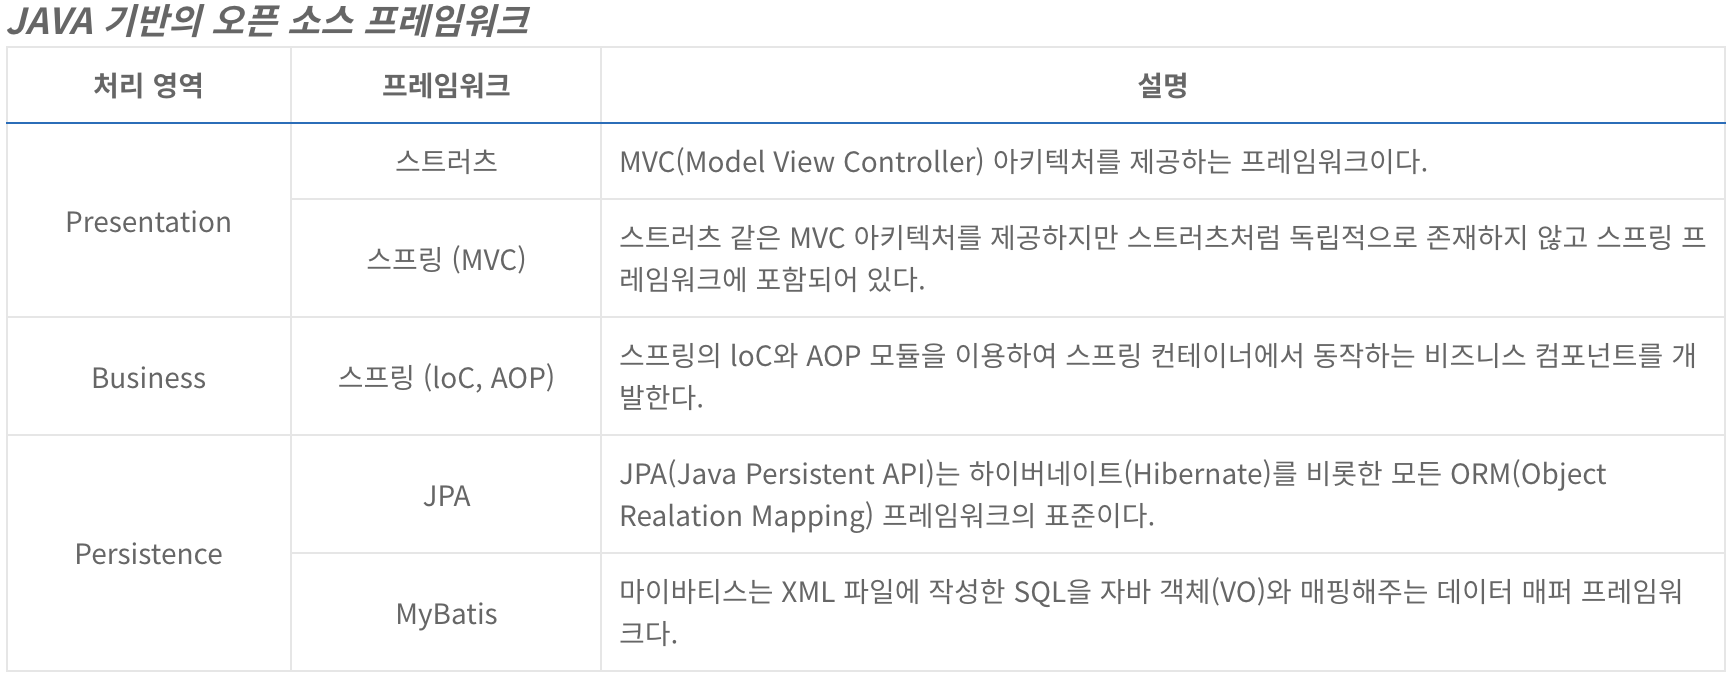 JAVA 기반의 오픈 소스 프레임워크
처리 영역
프레임워크
설명
Presentation
스트러츠
MVC(Model View Controller) 아키텍처를 제공하는 프레임워크이다.
스프링 (MVC)
스트러츠 같은 MVC 아키텍처를 제공하지만 스트러츠처럼 독립적으로 존재하지 않고 스프링 프
레임워크에 포함되어 있다.
Business
스프링 (loC, AOP)
스프링의 loC와 AOP 모듈을 이용하여 스프링 컨테이너에서 동작하는 비즈니스 컴포넌트를 개
발한다.
Persistence
JPA
JPA(Java Persistent API)는 하이버네이트(Hibernate)를 비롯한 모든 ORM(Object
Realation Mapping) 프레임워크의 표준이다.
MyBatis
마이바티스는 XML 파일에 작성한 SQL을 자바 객체(VO)와 매핑해주는 데이터 매퍼 프레임워
크다.